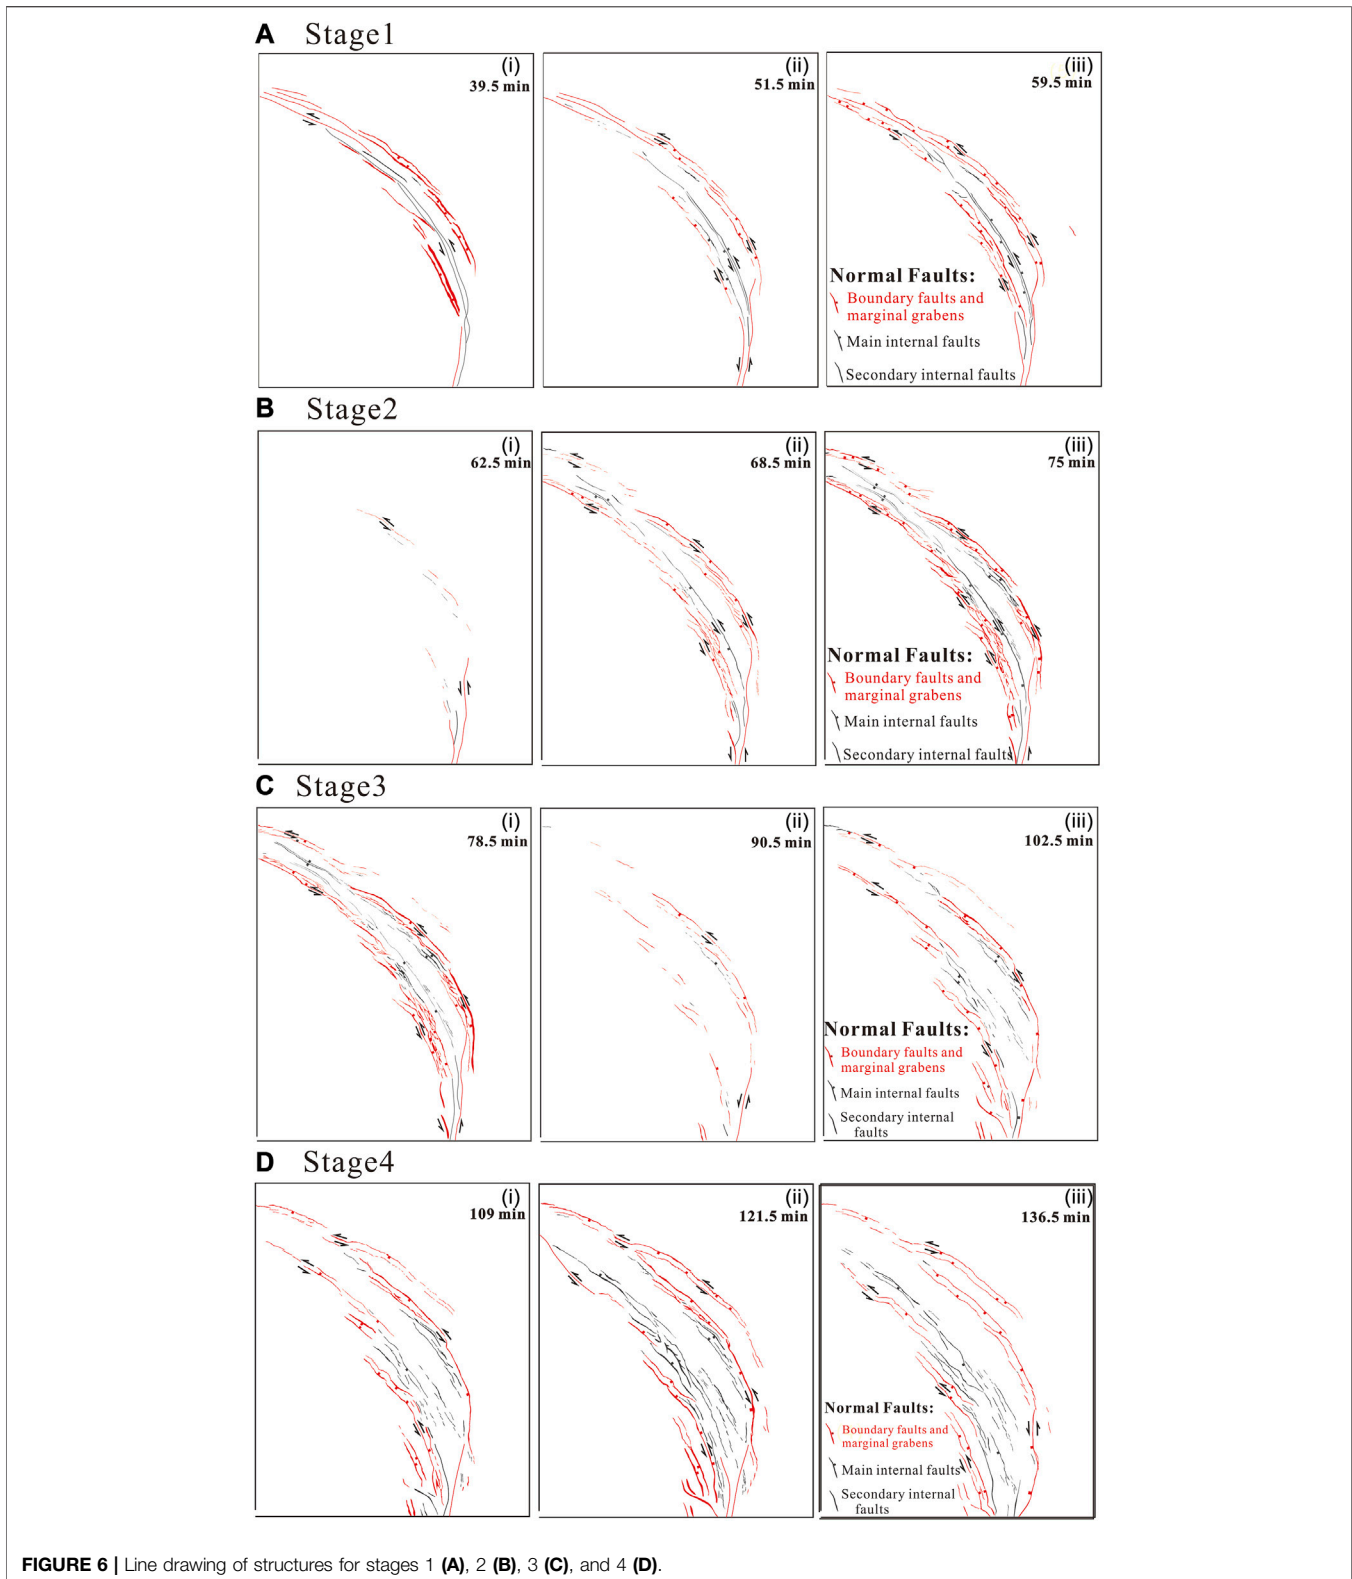 A Stage1
(i)
39.5 min
(ii)
51.5 min
(iii)
59.5 min
Normal Faults:
Boundary faults and
marginal grabens
Main internal faults
Secondary internal faults
B Stage2
(i)
62.5 min
(ii)
68.5 min
(iii)
75 min
Normal Faults:
Boundary faults and
marginal grabens
Main internal faults
Secondary internal faults
C Stage3
(i)
78.5 min
(ii)
90.5 min
(iii)
102.5 min
Normal Faults:
Boundary faults and
marginal grabens
Main internal faults
Secondary internal
faults
D Stage4
(i)
109 min
(ii)
121.5 min
(iii)
136.5 min
Normal Faults:
Boundary faults and
marginal grabens
Main internal faults
Secondary internal
faults
FIGURE 6 | Line drawing of structures for stages 1 (A), 2 (B), 3 (C), and 4 (D).